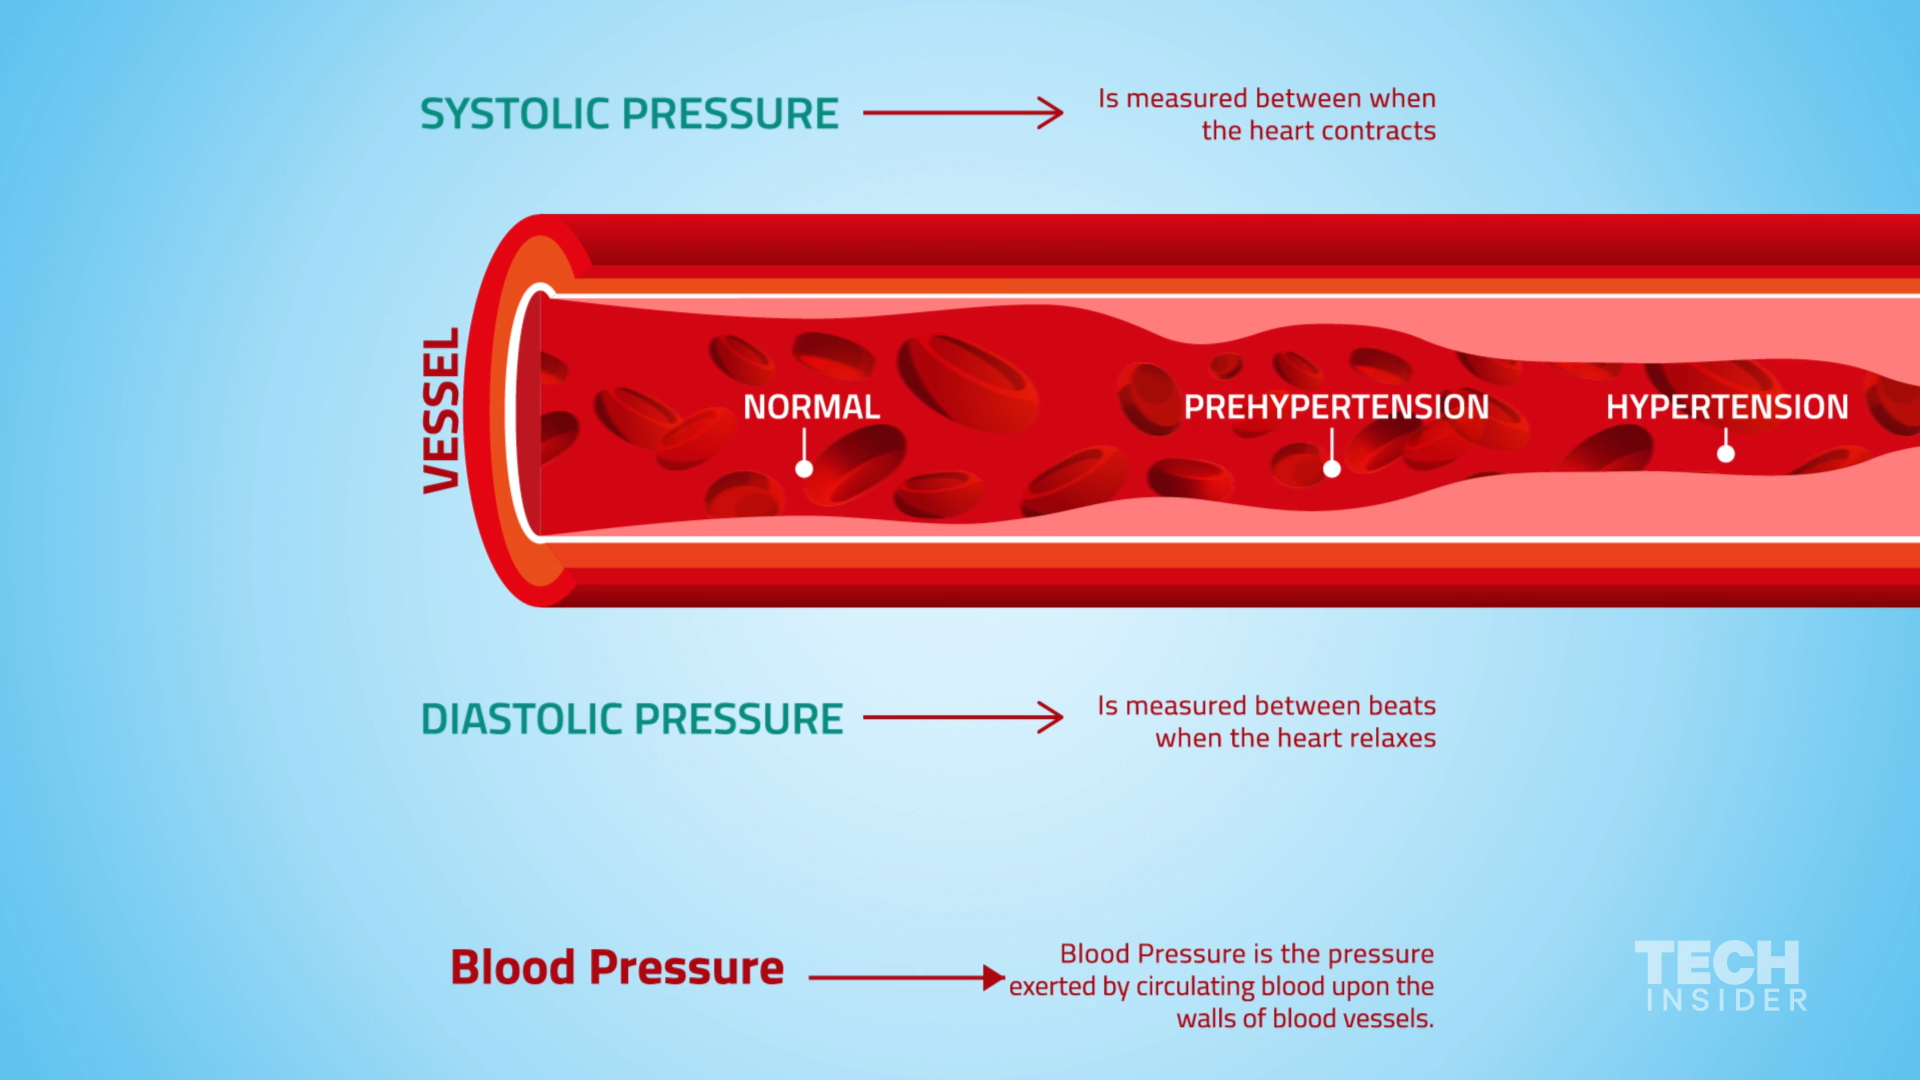 SYSTOLIC PRESSURE
Is measured between when
the heart contracts
VESSEL
NORMAL
PREHYPERTENSION
HYPERTENSION
DIASTOLIC PRESSURE
Is measured between beats
when the heart relaxes
Blood Pressure
Blood Pressure is the pressure
exerted by circulating blood upon the
walls of blood vessels.
TECH
INSIDER